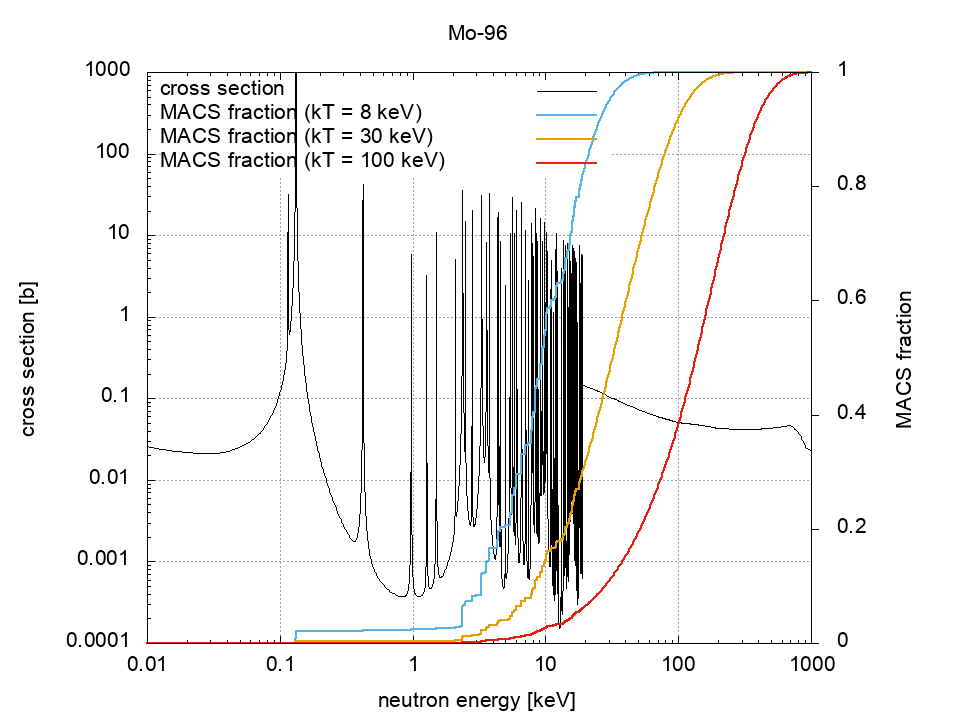 Mo-96
cross section
MACS fraction (kT = 8 keV)
MACS fraction (kT = 30 keV)
MACS fraction (kT = 100 keV)
1000
100
10
1
0.1
0.01
0.001
0.0001
cross section [b]
1
0.8
0.6
0.4
0.2
0
MACS fraction
0.01 0.1 1 10 100 1000
neutron energy [keV]